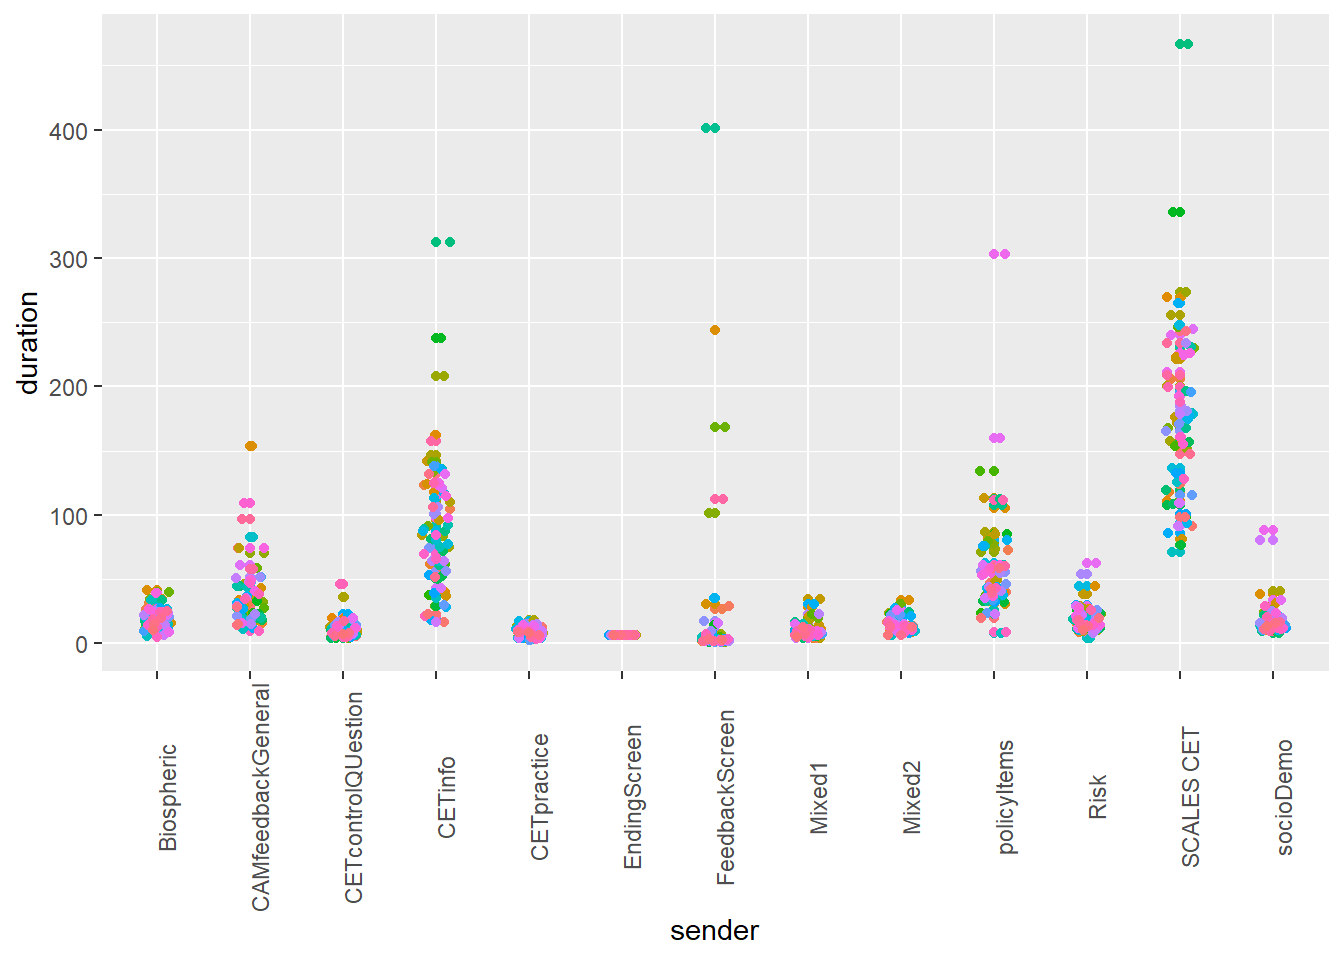 duration
400
300
200
100
0
Biospheric
CAMfeedbackGeneral
CETcontrolQUestion
CETinfo
CETpractice
EndingScreen
FeedbackScreen
Mixed1
Mixed2
policyItems
Risk
SCALES CET
socioDemo
sender